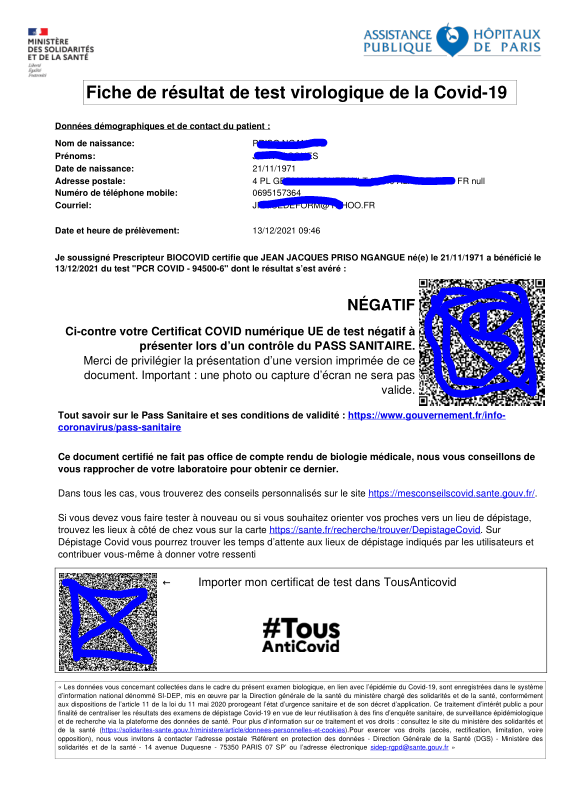 MINISTÈRE
DES SOLIDARITÉS
ET DE LA SANTÉ
Liberté
Égalité
Fraternité
ASSISTANCE PUBLIQUE
HÔPITAUX DE PARIS
Fiche de résultat de test virologique de la Covid-19
Données démographiques et de contact du patient :
Nom de naissance:
Prénoms:
Date de naissance: 21/11/1971
Adresse postale: 4 PL FR null
Numéro de téléphone mobile: 0695157364
Courriel:
Date et heure de prélèvement: 13/12/2021 09:46
Je soussigné Prescripteur BIOCOVID certifie que JEAN JACQUES PRISO NGANGUE né(e) le 21/11/1971 a bénéficié le
13/12/2021 du test "PCR COVID - 94500-6" dont le résultat s'est avéré :
NÉGATIF
Ci-contre votre Certificat COVID numérique UE de test négatif à
présenter lors d'un contrôle du PASS SANITAIRE.
Merci de privilégier la présentation d'une version imprimée de ce
document. Important : une photo ou capture d'écran ne sera pas
valide.
Tout savoir sur le Pass Sanitaire et ses conditions de validité : https://www.gouvernement.fr/info-
coronavirus/pass-sanitaire
Ce document certifié ne fait pas office de compte rendu de biologie médicale, nous vous conseillons de
vous rapprocher de votre laboratoire pour obtenir ce dernier.
Dans tous les cas, vous trouverez des conseils personnalisés sur le site https://mesconseilscovid.sante.gouv.fr/.
Si vous devez vous faire tester à nouveau ou si vous souhaitez orienter vos proches vers un lieu de dépistage,
trouvez les lieux à côté de chez vous sur la carte https://sante.fr/recherche/trouver/DepistageCovid. Sur
Dépistage Covid vous pourrez trouver les temps d'attente aux lieux de dépistage indiqués par les utilisateurs et
contribuer vous-même à donner votre ressenti
← Importer mon certificat de test dans TousAnticovid
#Tous
AntiCovid
« Les données vous concernant collectées dans le cadre du présent examen biologique, en lien avec l'épidémie du Covid-19, sont enregistrées dans le système
d'information national dénommé SI-DEP, mis en œuvre par la Direction générale de la santé du ministère chargé des solidarités et de la santé, conformément
aux dispositions de l'article 11 de la loi du 11 mai 2020 prorogeant l'état d'urgence sanitaire et de son décret d'application. Ce traitement d'intérêt public a pour
finalité de centraliser les résultats des examens de dépistage Covid-19 en vue de leur réutilisation à des fins d'enquête sanitaire, de surveillance épidémiologique
et de recherche via la plateforme des données de santé. Pour plus d'information sur ce traitement et vos droits : consultez le site du ministère des solidarités et
de la santé (https://solidarites-sante.gouv.fr/ministere/article/donnees-personnelles-et-cookies).Pour exercer vos droits (accès, rectification, limitation, voire
opposition), nous vous invitons à contacter l'adresse postale 'Référent en protection des données - Direction Générale de la Santé (DGS) - Ministère des
solidarités et de la santé - 14 avenue Duquesne - 75350 PARIS 07 SP' ou l'adresse électronique sidep-rgpd@sante.gouv.fr »